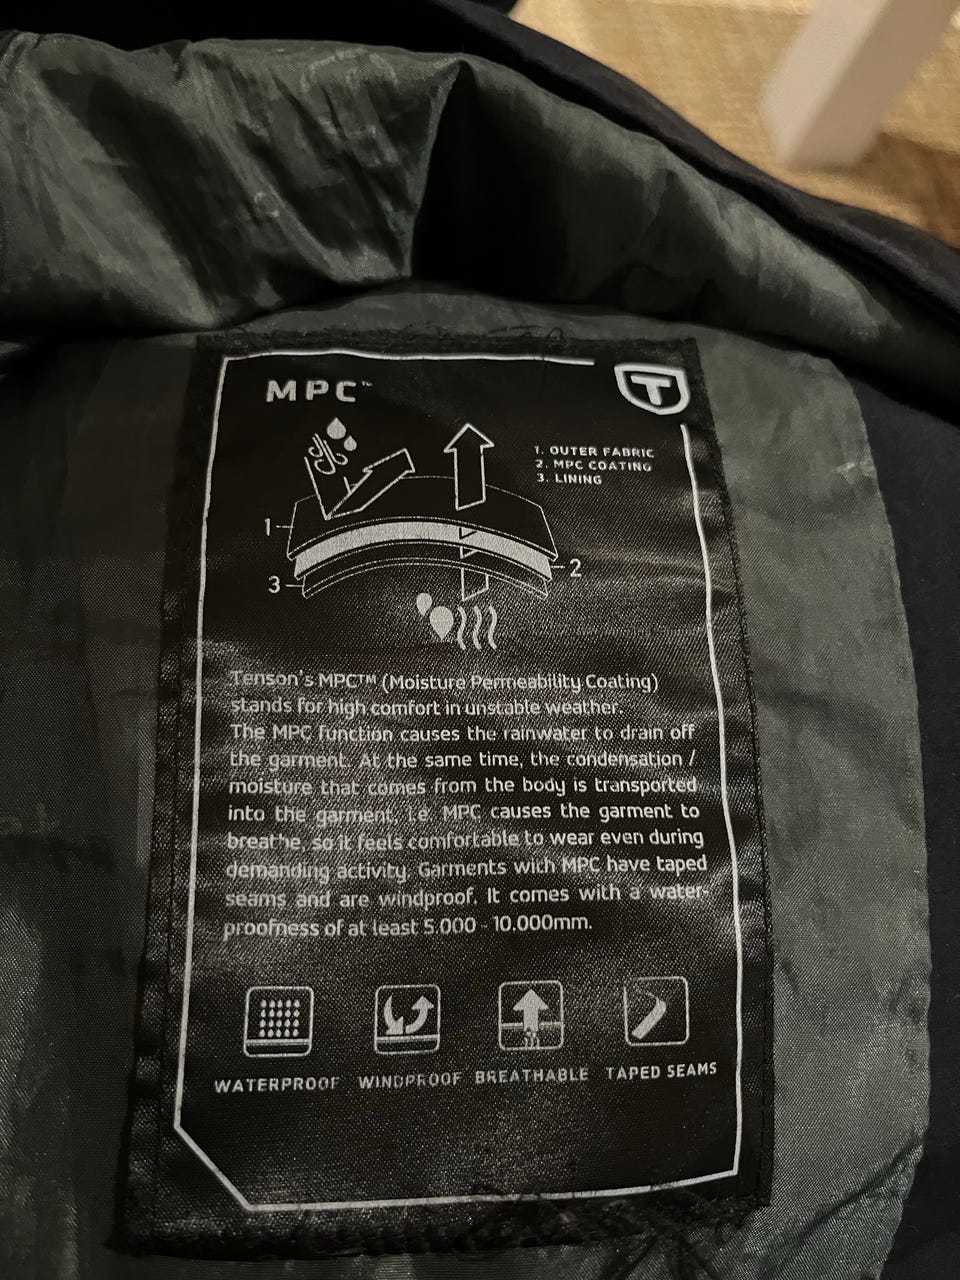 MPC™
T
1. OUTER FABRIC
2. MPC COATING
3. LINING
1
2
3
Tenson's MPC™ (Moisture Permeability Coating)
stands for high comfort in unstable weather.
The MPC function causes the rainwater to drain off
the garment. At the same time, the condensation /
moisture that comes from the body is transported
into the garment, i.e. MPC causes the garment to
breathe, so it feels comfortable to wear even during
demanding activity. Garments with MPC have taped
seams and are windproof. It comes with a water-
proofness of at least 5.000 - 10.000mm.
WATERPROOF WINDPROOF BREATHABLE TAPED SEAMS